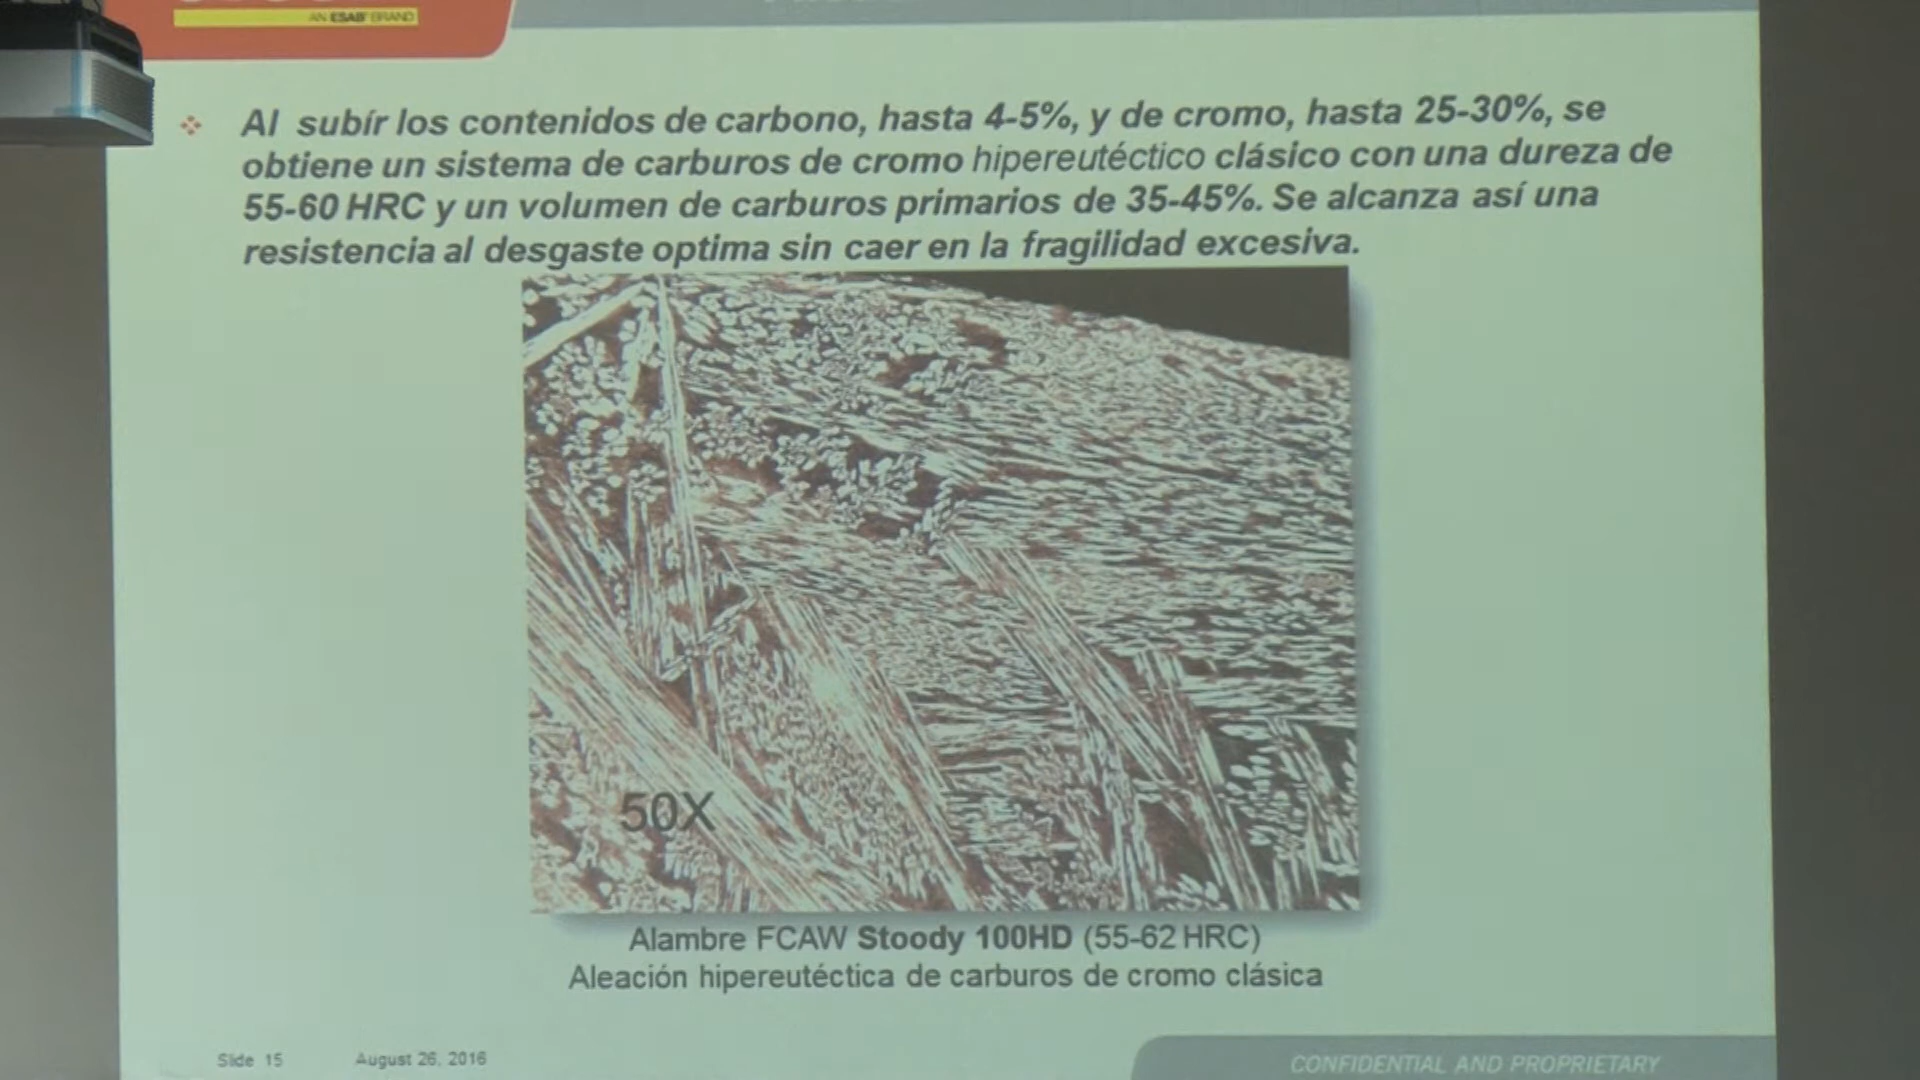 AN ESAB BRAND
Al subír los contenidos de carbono, hasta 4-5%, y de cromo, hasta 25-30%, se
obtiene un sistema de carburos de cromo hipereutéctico clásico con una dureza de
55-60 HRC y un volumen de carburos primarios de 35-45%. Se alcanza así una
resistencia al desgaste optima sin caer en la fragilidad excesiva.
50X
Alambre FCAW Stoody 100HD (55-62 HRC)
Aleación hipereutéctica de carburos de cromo clásica
Slide 15 August 26, 2016
CONFIDENTIAL AND PROPRIETARY